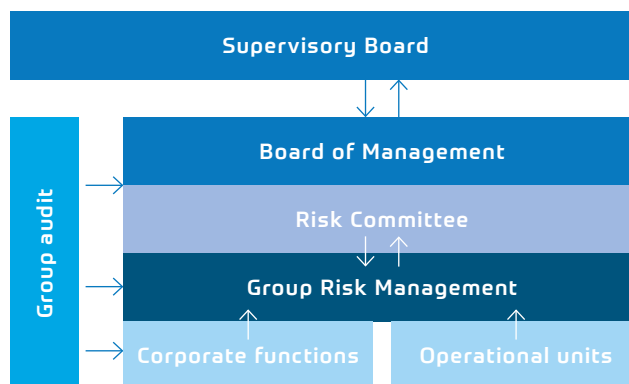 Supervisory Board
Group audit
Board of Management
Risk Committee
Group Risk Management
Corporate functions
Operational units